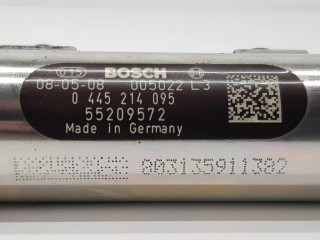 BOSCH
08-05-08 005022 L3
0 445 214 095
55209572
Made in Germany
803135911382